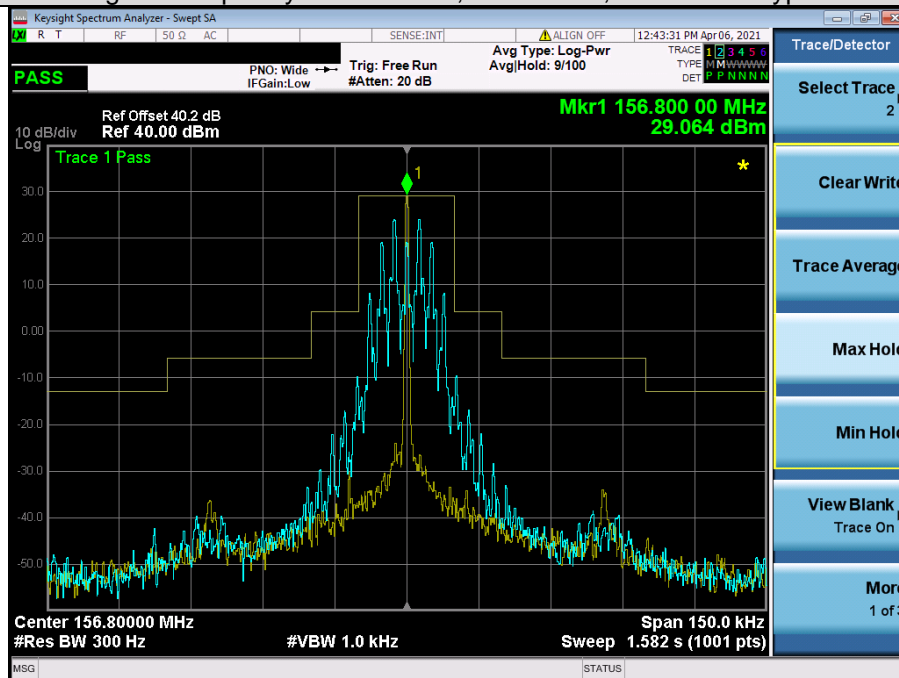 Keysight Spectrum Analyzer - Swept SA
LXI R T RF 50 Ω AC SENSE:INT ALIGN OFF 12:43:31 PM Apr 06, 2021
PASS
PNO: Wide
IFGain:Low
Trig: Free Run
#Atten: 20 dB
Avg Type: Log-Pwr
Avg|Hold: 9/100
TRACE 1 2 3 4 5 6
TYPE M M W W W W
DET P P N N N N
Mkr1 156.800 00 MHz
29.064 dBm
Ref Offset 40.2 dB
10 dB/div Ref 40.00 dBm
Log
Trace 1 Pass
*
1
30.0
20.0
10.0
0.00
-10.0
-20.0
-30.0
-40.0
-50.0
Center 156.80000 MHz Span 150.0 kHz
#Res BW 300 Hz #VBW 1.0 kHz Sweep 1.582 s (1001 pts)
MSG STATUS
Trace/Detector
Select Trace
2
Clear Write
Trace Average
Max Hold
Min Hold
View Blank
Trace On
More
1 of 3